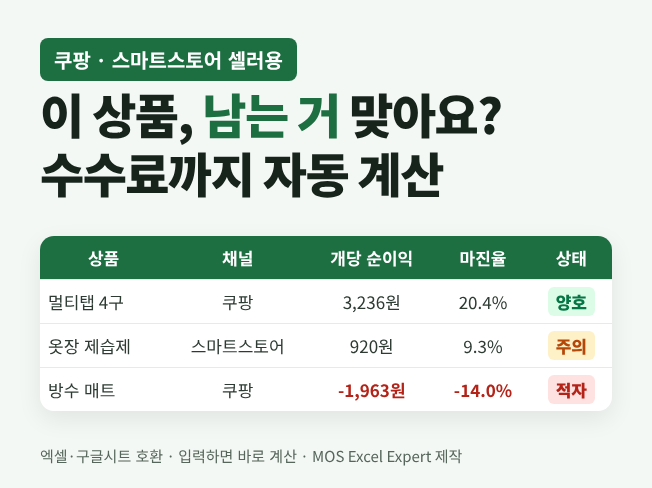 쿠팡 · 스마트스토어 셀러용
이 상품, 남는 거 맞아요?
수수료까지 자동 계산
상품 채널 개당 순이익 마진율 상태
멀티탭 4구 쿠팡 3,236원 20.4% 양호
옷장 제습제 스마트스토어 920원 9.3% 주의
방수 매트 쿠팡 -1,963원 -14.0% 적자
엑셀·구글시트 호환 · 입력하면 바로 계산 · MOS Excel Expert 제작